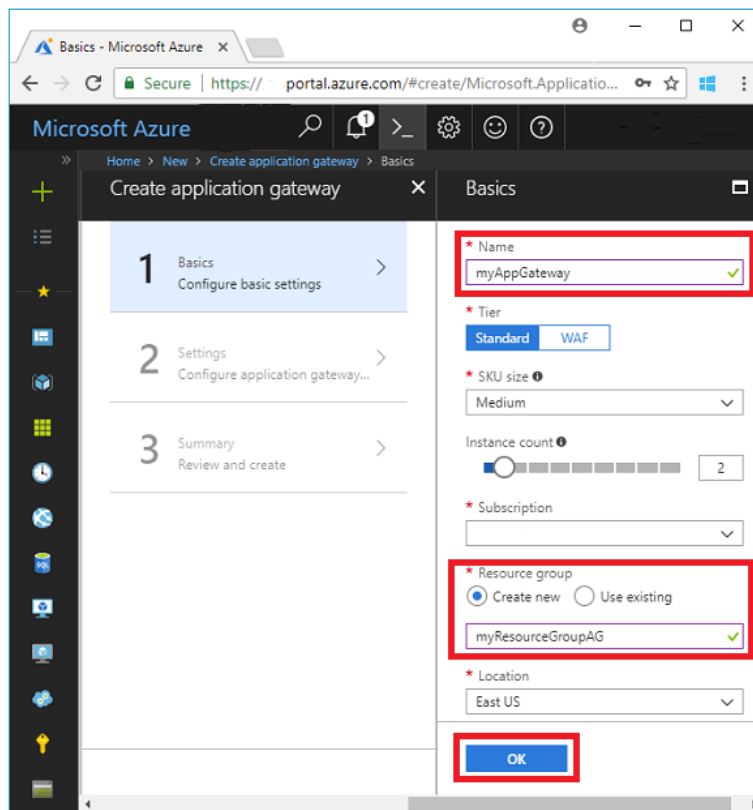 Basics - Microsoft Azure
Secure | https:// portal.azure.com/#create/Microsoft.Applicatio...
Microsoft Azure
1
Home > New > Create application gateway > Basics
Create application gateway
Basics
1
Basics
Configure basic settings
2
Settings
Configure application gateway...
3
Summary
Review and create
* Name
myAppGateway
* Tier
Standard
WAF
* SKU size
Medium
Instance count
2
* Subscription
* Resource group
Create new
Use existing
myResourceGroupAG
* Location
East US
OK
SQL